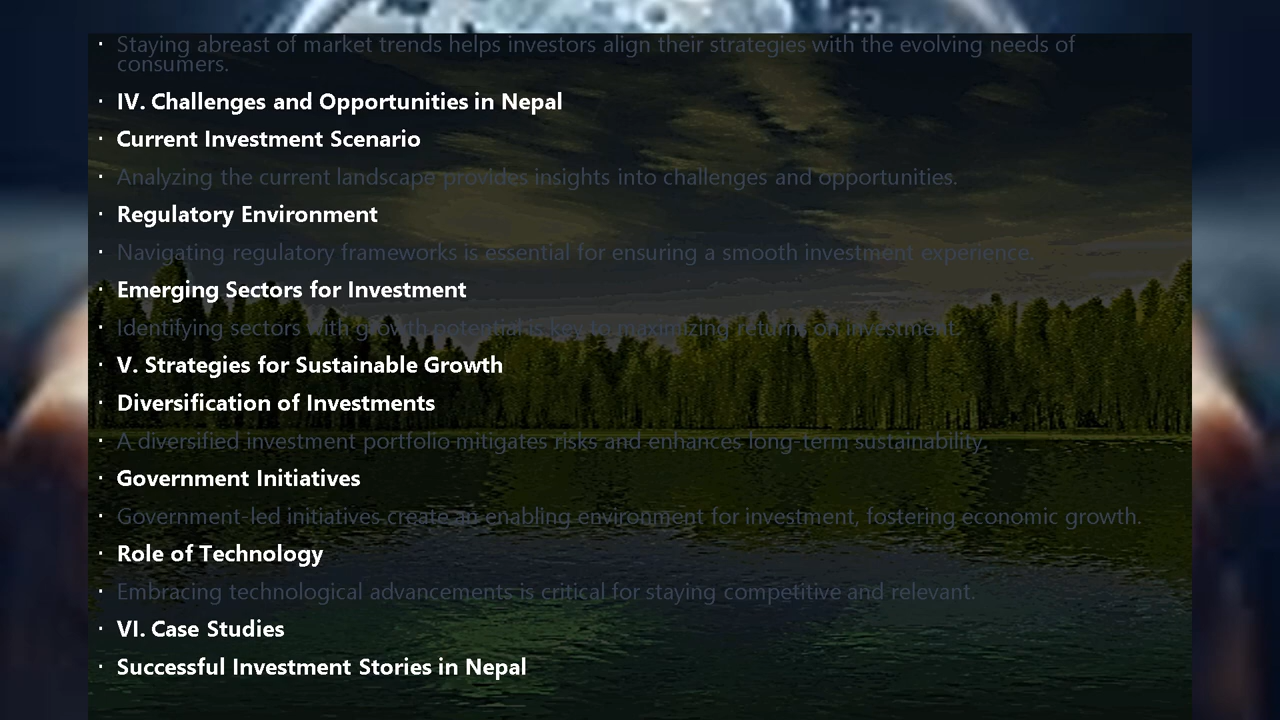 · Staying abreast of market trends helps investors align their strategies with the evolving needs of
consumers.
· IV. Challenges and Opportunities in Nepal
· Current Investment Scenario
· Analyzing the current landscape provides insights into challenges and opportunities.
· Regulatory Environment
· Navigating regulatory frameworks is essential for ensuring a smooth investment experience.
· Emerging Sectors for Investment
· Identifying sectors with growth potential is key to maximizing returns on investment.
· V. Strategies for Sustainable Growth
· Diversification of Investments
· A diversified investment portfolio mitigates risks and enhances long-term sustainability.
· Government Initiatives
· Government-led initiatives create an enabling environment for investment, fostering economic growth.
· Role of Technology
· Embracing technological advancements is critical for staying competitive and relevant.
· VI. Case Studies
· Successful Investment Stories in Nepal